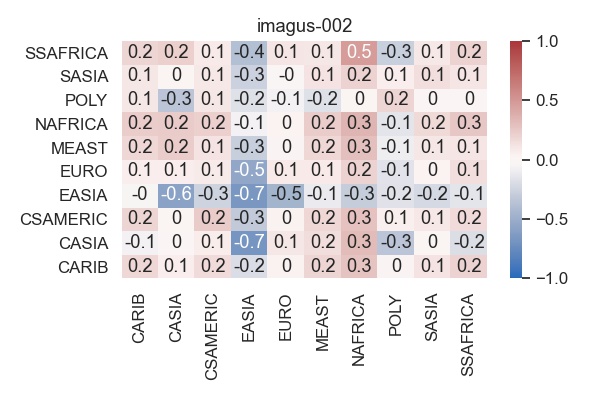 imagus-002
SSAFRICA 0.2 0.2 0.1 -0.4 0.1 0.1 0.5 -0.3 0.1 0.2
SASIA 0.1 0 0.1 -0.3 -0 0.1 0.2 0.1 0.1 0.1
POLY 0.1 -0.3 0.1 -0.2 -0.1 -0.2 0 0.2 0 0
NAFRICA 0.2 0.2 0.2 -0.1 0 0.2 0.3 -0.1 0.2 0.3
MEAST 0.2 0.2 0.1 -0.3 0 0.2 0.3 -0.1 0.1 0.1
EURO 0.1 0.1 0.1 -0.5 0.1 0.1 0.2 -0.1 0 0.1
EASIA -0 -0.6 -0.3 -0.7 -0.5 -0.1 -0.3 -0.2 -0.2 -0.1
CSAMERIC 0.2 0 0.2 -0.3 0 0.2 0.3 0.1 0.1 0.2
CASIA -0.1 0 0.1 -0.7 0.1 0.2 0.3 -0.3 0 -0.2
CARIB 0.2 0.1 0.2 -0.2 0 0.2 0.3 0 0.1 0.2
CARIB CASIA CSAMERIC EASIA EURO MEAST NAFRICA POLY SASIA SSAFRICA
1.0
0.5
0.0
−0.5
−1.0